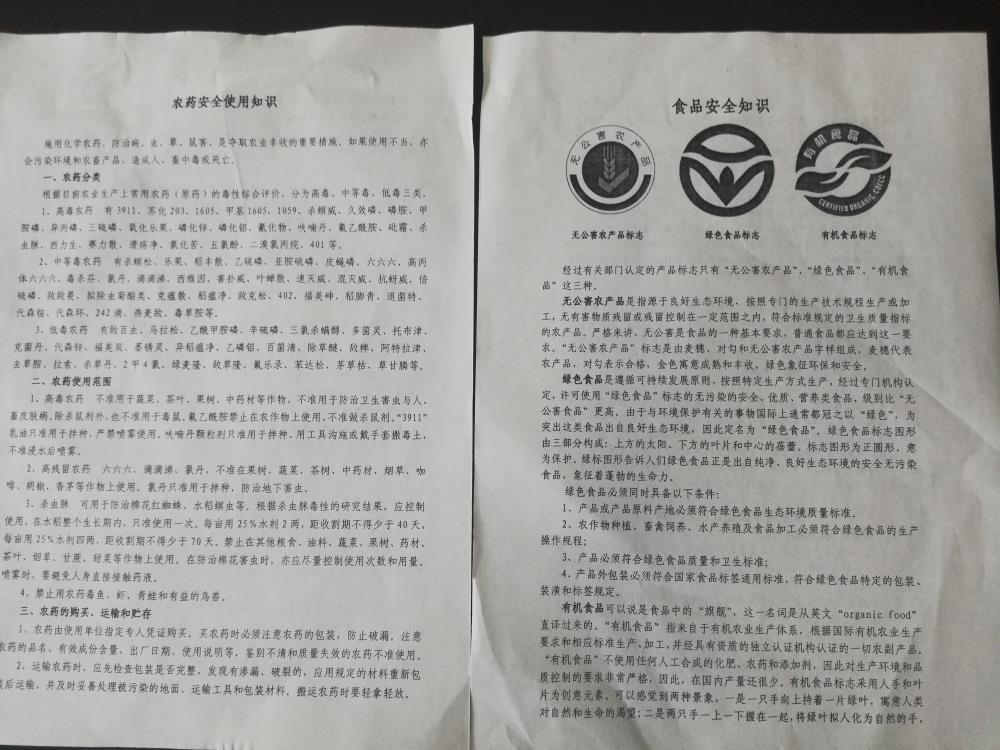 农药安全使用知识
施用化学农药、防治病、虫、草、鼠害、是夺取农业丰收的重要措施。如果使用不当，亦
会污染环境和农畜产品，造成人、畜中毒或死亡。
一、农药分类
根据目前农业生产上常用农药（原药）的毒性综合评价，分为高毒、中等毒、低毒三类。
1、高毒农药 有3911、苏化203、1605、甲基1605、1059、杀螟威、久效磷、磷胺、甲
胺磷、异丙磷、三硫磷、氧化乐果、磷化锌、磷化铝、氰化物、呋喃丹、氟乙酰胺、砒霜、杀
虫脒、西力生、赛力散、溃疡净、氯化苦、五氯酚、二溴氯丙烷、401等。
2、中等毒农药 有杀螟松、乐果、稻丰散、乙硫磷、亚胺硫磷、皮蝇磷、六六六、高丙
体六六六、毒杀芬、氯丹、滴滴涕、西维因、害扑威、叶蝉散、速灭威、混灭威、抗蚜威、倍
硫磷、敌敌畏、拟除虫菊酯类、克瘟散、稻瘟净、敌克松、402、福美砷、稻脚青、退菌特、
代森铵、代森环、242滴、燕麦敌、毒草胺等。
3、低毒农药 有敌百虫、马拉松、乙酰甲胺磷、辛硫磷、三氯杀螨醇、多菌灵、托布津、
克菌丹、代森锌、福美双、萎锈灵、异稻瘟净、乙磷铝、百菌清、除草醚、敌稗、阿特拉津、
去草胺、拉索、杀草丹、2甲4氯、绿麦隆、敌草隆、氟乐录、苯达松、茅草枯、草甘膦等。
二、农药使用范围
1、高毒农药 不准用于蔬菜、茶叶、果树、中药材等作物，不准用于防治卫生害虫与人、
畜皮肤病,除杀鼠剂外,也不准用于毒鼠,氟乙酰胺禁止在农作物上使用,不准做杀鼠剂。"3911"
乳油只准用于拌种,严禁喷雾使用。呋喃丹颗粒剂只准用于拌种、用工具沟施或戴手套撒毒土,
不准浸水后喷雾。
2、高残留农药 六六六、滴滴涕、氯丹，不准在果树、蔬菜、茶树、中药材、烟草、咖
啡、胡椒、香茅等作物上使用。氯丹只准用于拌种，防治地下害虫。
3、杀虫脒 可用于防治棉花红蜘蛛、水稻螟虫等。根据杀虫脒毒性的研究结果，应控制
使用。在水稻整个生长期内，只准使用一次。每亩用25%水剂2两，距收割期不得少于40天，
每亩用25%水剂四两，距收割期不得少于70天。禁止在其他粮食、油料、蔬菜、果树、药材、
茶叶、烟草、甘蔗、甜菜等作物上使用。在防治棉花害虫时，亦应尽量控制使用次数和用量。
喷雾时，要避免人身直接接触药液。
4、禁止用农药毒鱼、虾、青蛙和有益的鸟兽。
三、农药的购买、运输和贮存
1、农药由使用单位指定专人凭证购买。买农药时必须注意农药的包装，防止破漏。注意
农药的品名、有效成份含量、出厂日期、使用说明等，鉴别不清和质量失效的农药不准使用。
2、运输农药时、应先检查包装是否完整，发现有渗漏、破裂的，应用规定的材料重新包
装后运输，并及时妥善处理被污染的地面、运输工具和包装材料。搬运农药时要轻拿轻放。
食品安全知识
无公害农产品
有机食品
CERTIFIED ORGANIC, COFCC
无公害农产品标志 绿色食品标志 有机食品标志
经过有关部门认定的产品标志只有“无公害农产品”、“绿色食品”、“有机食
品”这三种。
无公害农产品是指源于良好生态环境，按照专门的生产技术规程生产或加
工，无有害物质残留或残留控制在一定范围之内，符合标准规定的卫生质量指标
的农产品。严格来讲，无公害是食品的一种基本要求，普通食品都应达到这一要
求。“无公害农产品”标志是由麦穗、对勾和无公害农产品字样组成，麦穗代表
农产品，对勾表示合格，金色寓意成熟和丰收，绿色象征环保和安全。
绿色食品是遵循可持续发展原则，按照特定生产方式生产，经过专门机构认
定，许可使用“绿色食品”标志的无污染的安全、优质、营养类食品，级别比“无
公害食品”更高。由于与环境保护有关的事物国际上通常都冠之以“绿色”，为
突出这类食品出自良好生态环境，因此定名为“绿色食品”。绿色食品标志图形
由三部分构成：上方的太阳、下方的叶片和中心的蓓蕾，标志图形为正圆形，意
为保护。绿标图形告诉人们绿色食品正是出自纯净、良好生态环境的安全无污染
食品，象征着蓬勃的生命力。
绿色食品必须同时具备以下条件：
1、产品或产品原料产地必须符合绿色食品生态环境质量标准。
2、农作物种植、畜禽饲养、水产养殖及食品加工必须符合绿色食品的生产
操作规程；
3、产品必须符合绿色食品质量和卫生标准；
4、产品外包装必须符合国家食品标签通用标准，符合绿色食品特定的包装、
装潢和标签规定。
有机食品可以说是食品中的“旗舰”，这一名词是从英文“organic food”
直译过来的。“有机食品”指来自于有机农业生产体系，根据国际有机农业生产
要求和相应标准生产、加工，并经具有资质的独立认证机构认证的一切农副产品。
“有机食品”不使用任何人工合成的化肥、农药和添加剂，因此对生产环境和品
质控制的要求非常严格，因此，在国内产量还很少。有机食品标志采用人手和叶
片为创意元素，可以感觉到两种景象，一是一只手向上持着一片绿叶，寓意人类
对自然和生命的渴望；二是两只手一上一下握在一起，将绿叶拟人化为自然的手，